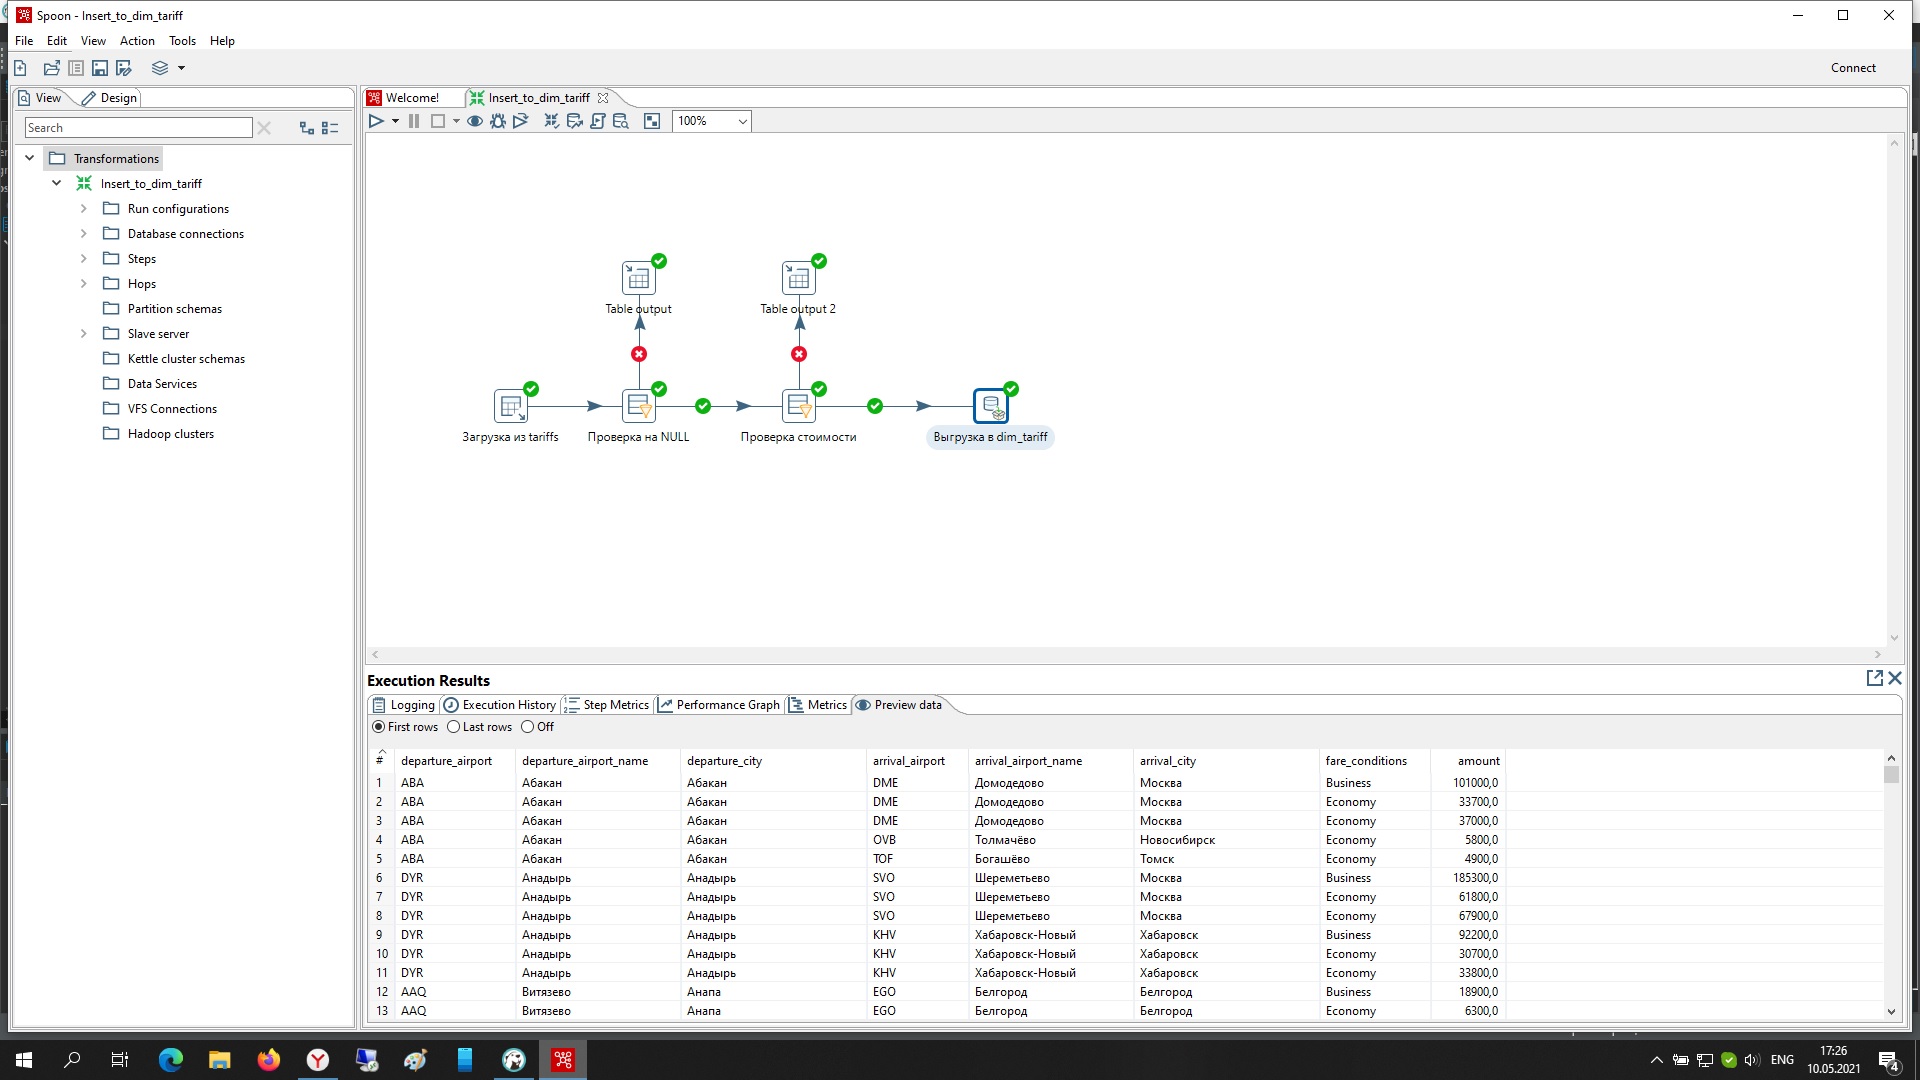 Spoon - Insert_to_dim_tariff
File Edit View Action Tools Help
Connect
View Design
Search
Transformations
Insert_to_dim_tariff
Run configurations
Database connections
Steps
Hops
Partition schemas
Slave server
Kettle cluster schemas
Data Services
VFS Connections
Hadoop clusters
Welcome! Insert_to_dim_tariff
100%
Table output Table output 2
Загрузка из tariffs Проверка на NULL Проверка стоимости Выгрузка в dim_tariff
Execution Results
Logging Execution History Step Metrics Performance Graph Metrics Preview data
First rows Last rows Off
# departure_airport departure_airport_name departure_city arrival_airport arrival_airport_name arrival_city fare_conditions amount
1 ABA Абакан Абакан DME Домодедово Москва Business 101000,0
2 ABA Абакан Абакан DME Домодедово Москва Economy 33700,0
3 ABA Абакан Абакан DME Домодедово Москва Economy 37000,0
4 ABA Абакан Абакан OVB Толмачёво Новосибирск Economy 5800,0
5 ABA Абакан Абакан TOF Богашёво Томск Economy 4900,0
6 DYR Анадырь Анадырь SVO Шереметьево Москва Business 185300,0
7 DYR Анадырь Анадырь SVO Шереметьево Москва Economy 61800,0
8 DYR Анадырь Анадырь SVO Шереметьево Москва Economy 67900,0
9 DYR Анадырь Анадырь KHV Хабаровск-Новый Хабаровск Business 92200,0
10 DYR Анадырь Анадырь KHV Хабаровск-Новый Хабаровск Economy 30700,0
11 DYR Анадырь Анадырь KHV Хабаровск-Новый Хабаровск Economy 33800,0
12 AAQ Витязево Анапа EGO Белгород Белгород Business 18900,0
13 AAQ Витязево Анапа EGO Белгород Белгород Economy 6300,0
ENG
17:26
10.05.2021
4